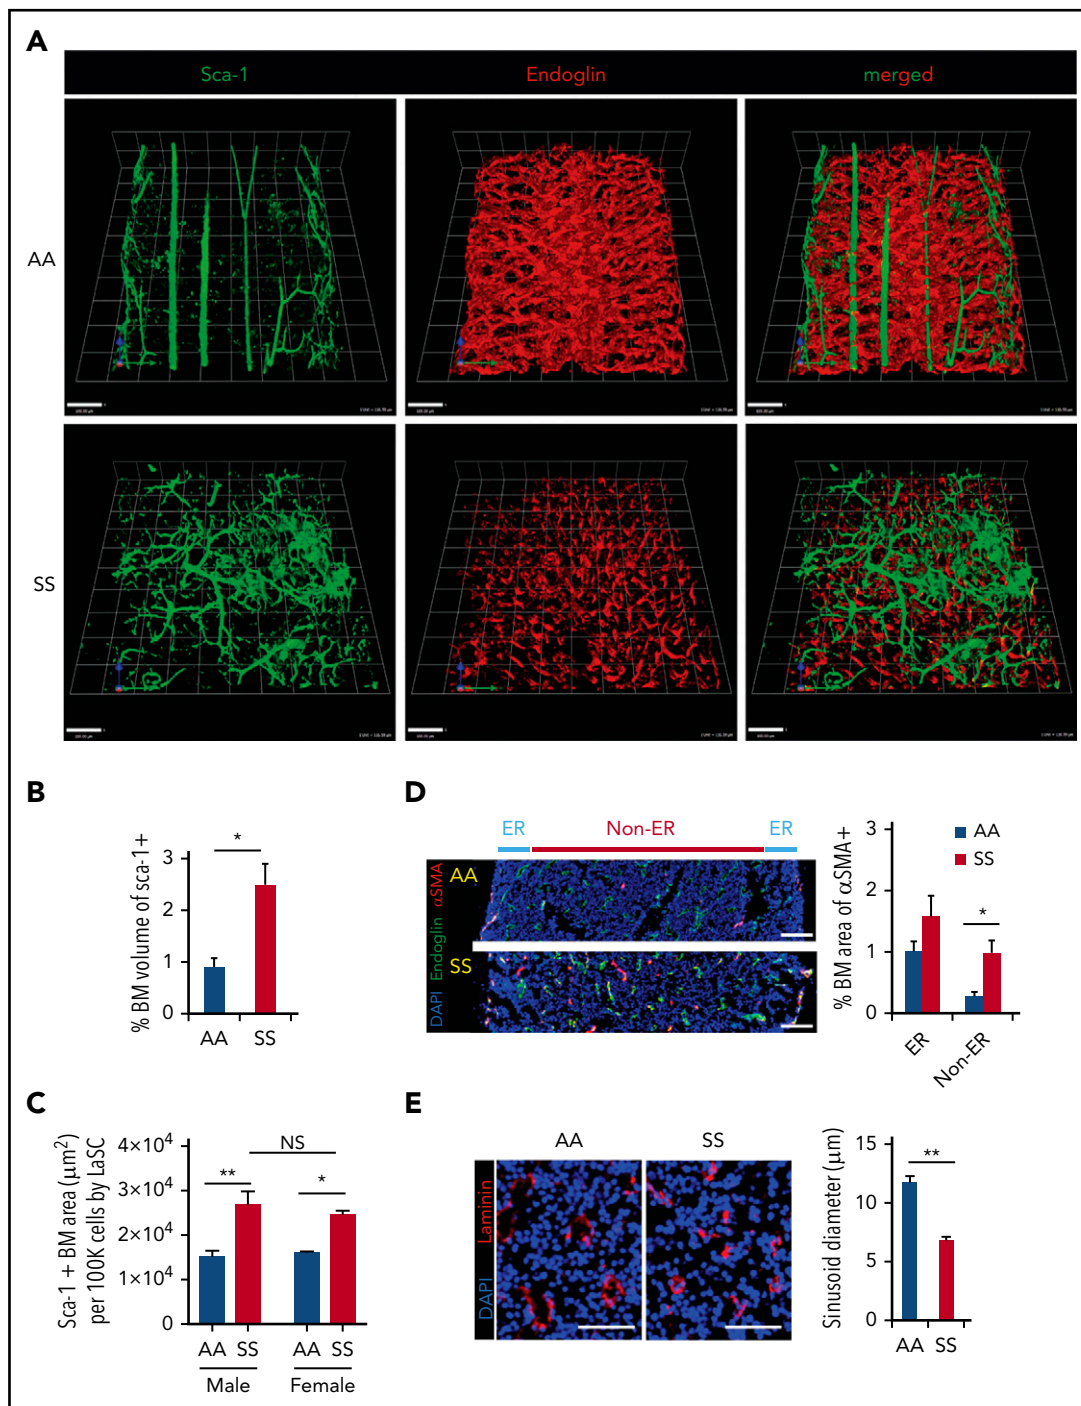 A
Sca-1
Endoglin
merged
AA
SS
B
% BM volume of sca-1+
3
2
1
0
*
AA
SS
C
Sca-1 + BM area (μm²)
per 100K cells by LaSC
4×10⁴
3×10⁴
2×10⁴
1×10⁴
0
**
NS
*
AA SS
AA SS
Male
Female
D
ER
Non-ER
ER
DAPI Endoglin αSMA
AA
SS
% BM area of αSMA+
3
2
1
0
AA
SS
*
ER
Non-ER
E
AA
SS
DAPI Laminin
Sinusoid diameter (μm)
15
10
5
0
**
AA
SS